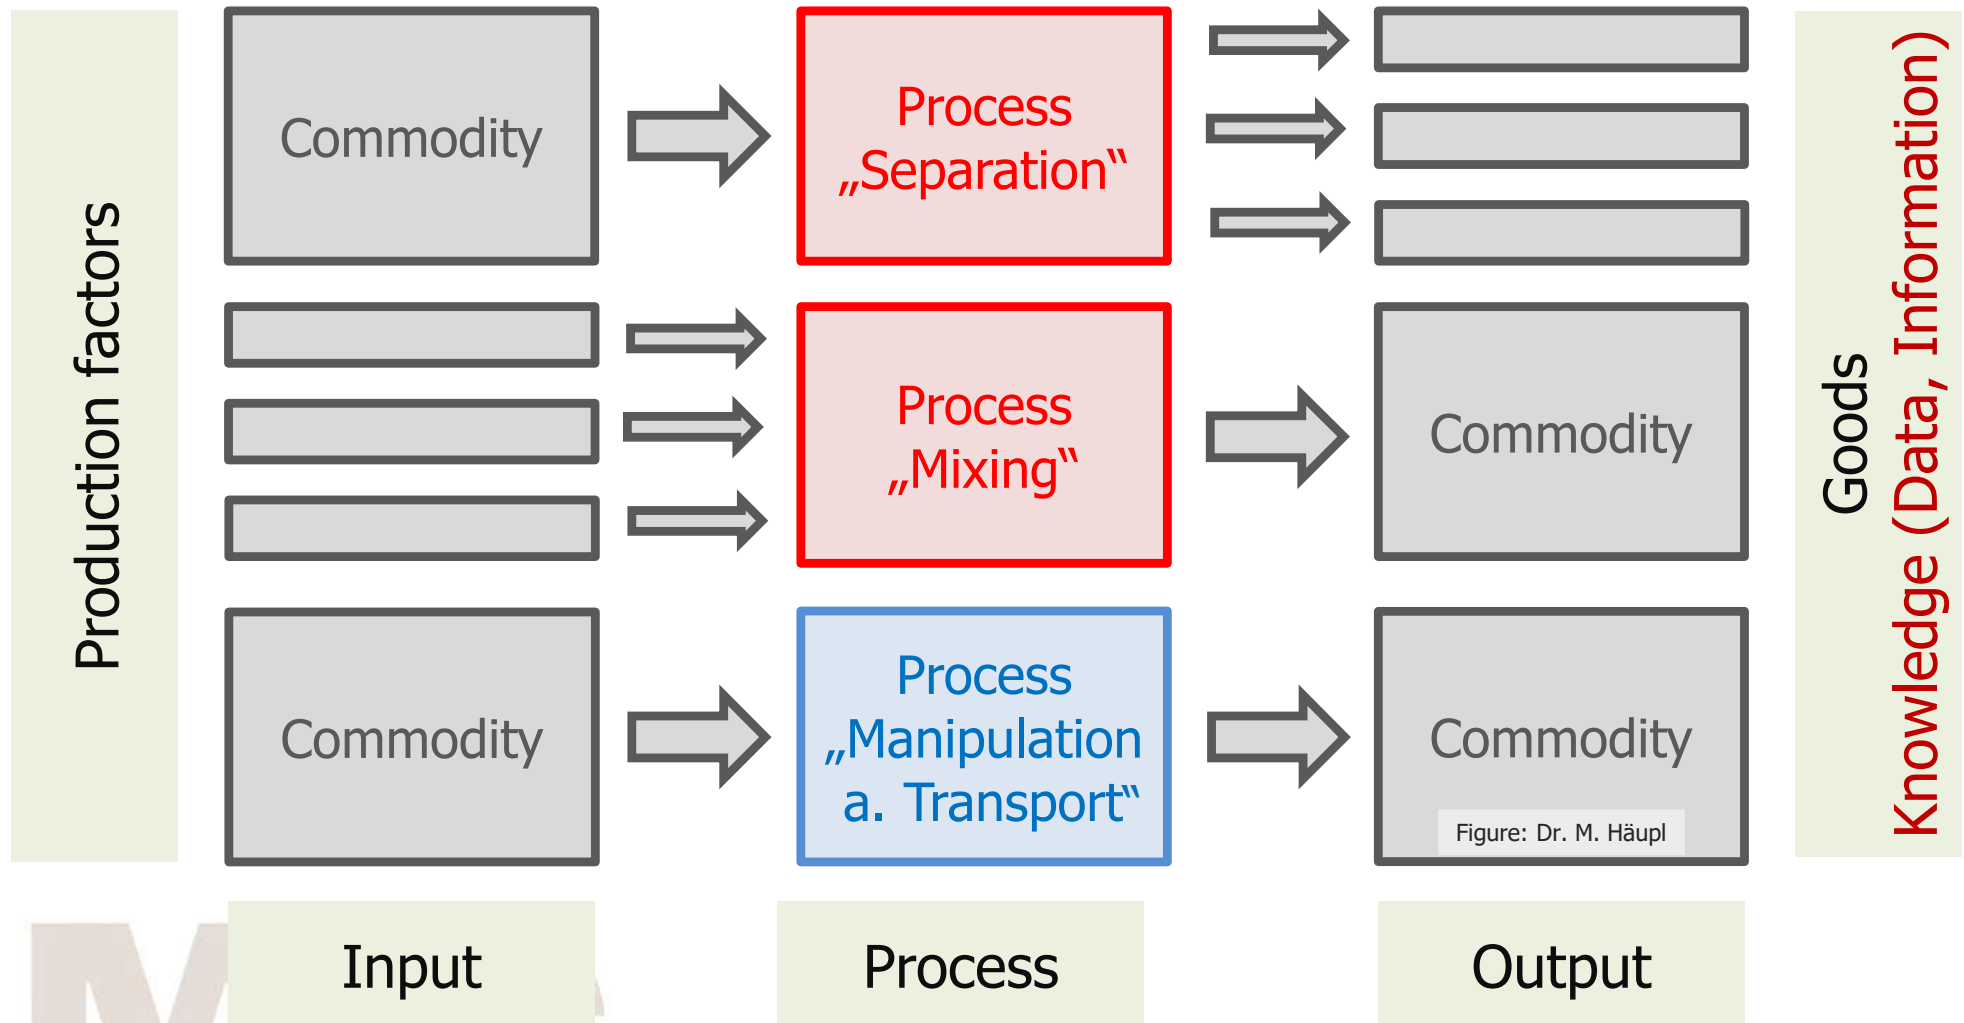 Production factors
Commodity
Process
„Separation“
Process
„Mixing“
Commodity
Commodity
Process
„Manipulation
a. Transport“
Commodity
Figure: Dr. M. Häupl
Goods
Knowledge (Data, Information)
Input
Process
Output